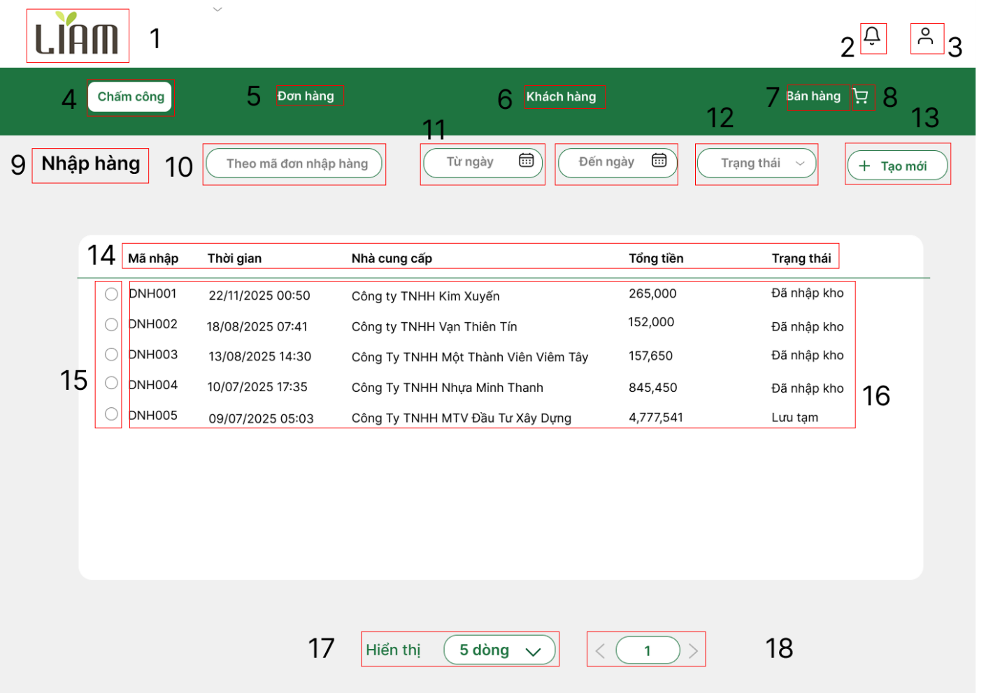 LIAM 1 2 3
4 Chấm công 5 Đơn hàng 6 Khách hàng 7 Bán hàng 8
9 Nhập hàng 10 Theo mã đơn nhập hàng 11 Từ ngày Đến ngày 12 Trạng thái 13 + Tạo mới
14 Mã nhập Thời gian Nhà cung cấp Tổng tiền Trạng thái
DNH001 22/11/2025 00:50 Công ty TNHH Kim Xuyến 265,000 Đã nhập kho
DNH002 18/08/2025 07:41 Công ty TNHH Vạn Thiên Tín 152,000 Đã nhập kho
DNH003 13/08/2025 14:30 Công Ty TNHH Một Thành Viên Viêm Tây 157,650 Đã nhập kho
15 DNH004 10/07/2025 17:35 Công Ty TNHH Nhựa Minh Thanh 845,450 Đã nhập kho 16
DNH005 09/07/2025 05:03 Công Ty TNHH MTV Đầu Tư Xây Dựng 4,777,541 Lưu tạm
17 Hiển thị 5 dòng < 1 > 18